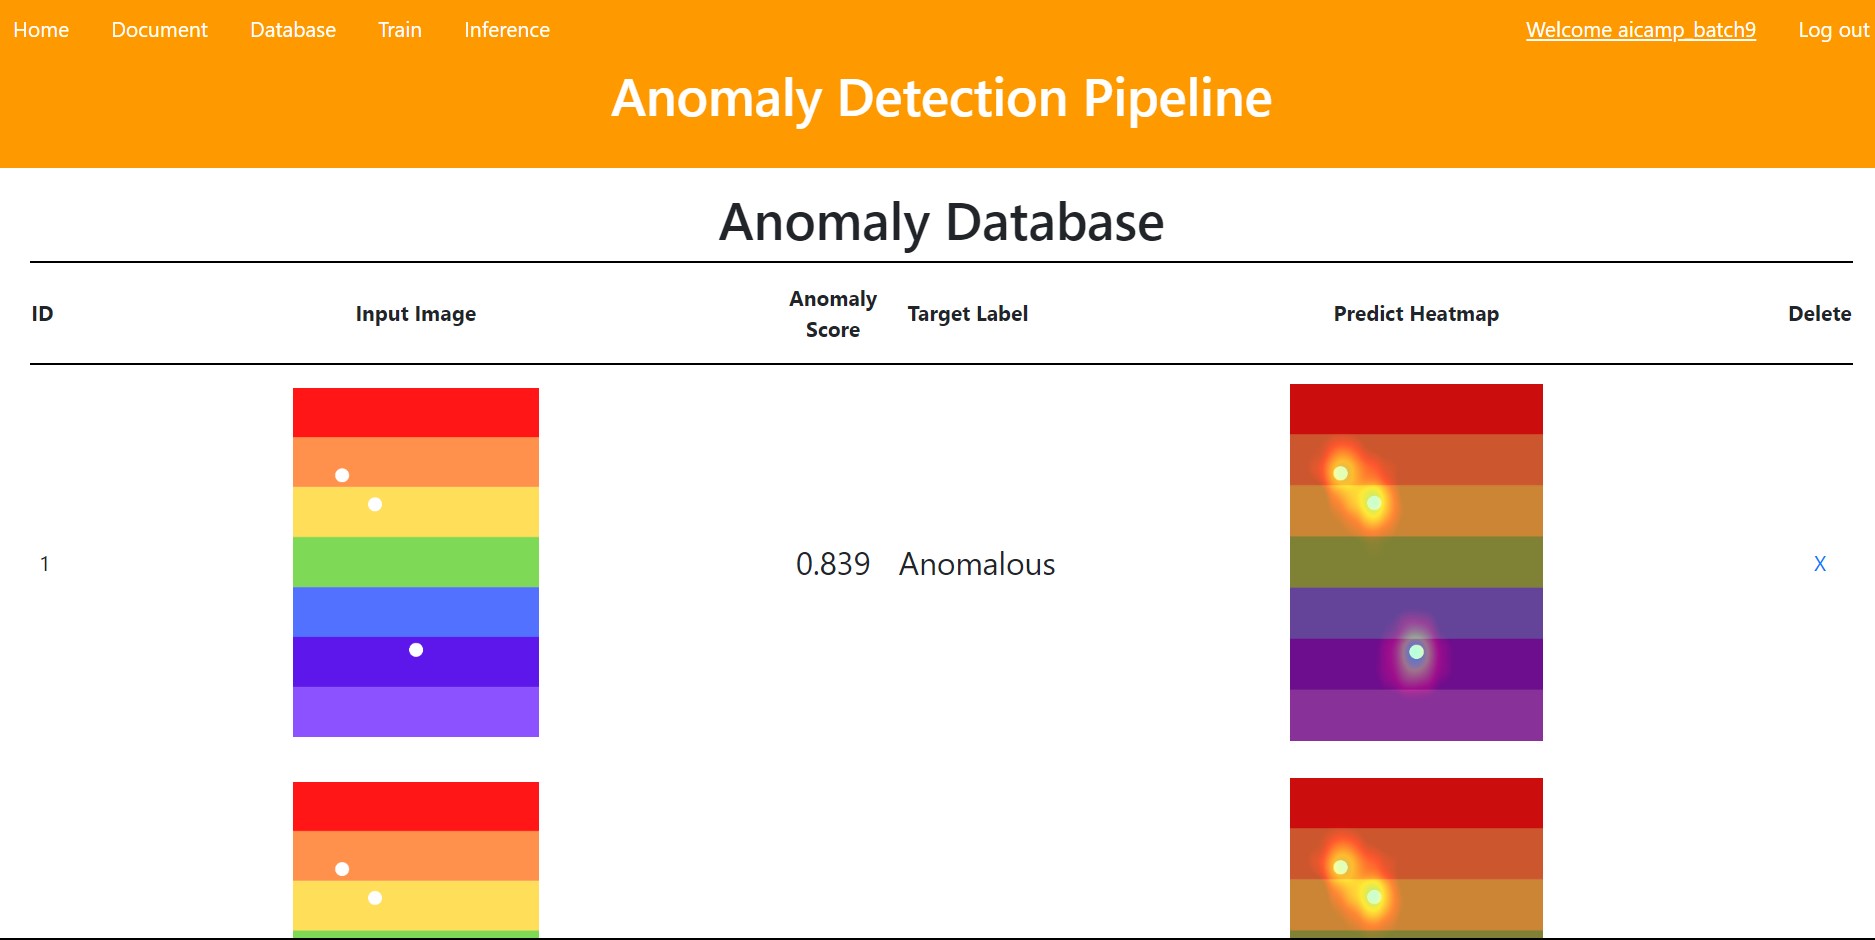 Home Document Database Train Inference Welcome aicamp_batch9 Log out
Anomaly Detection Pipeline
Anomaly Database
ID Input Image Anomaly Score Target Label Predict Heatmap Delete
1 0.839 Anomalous X